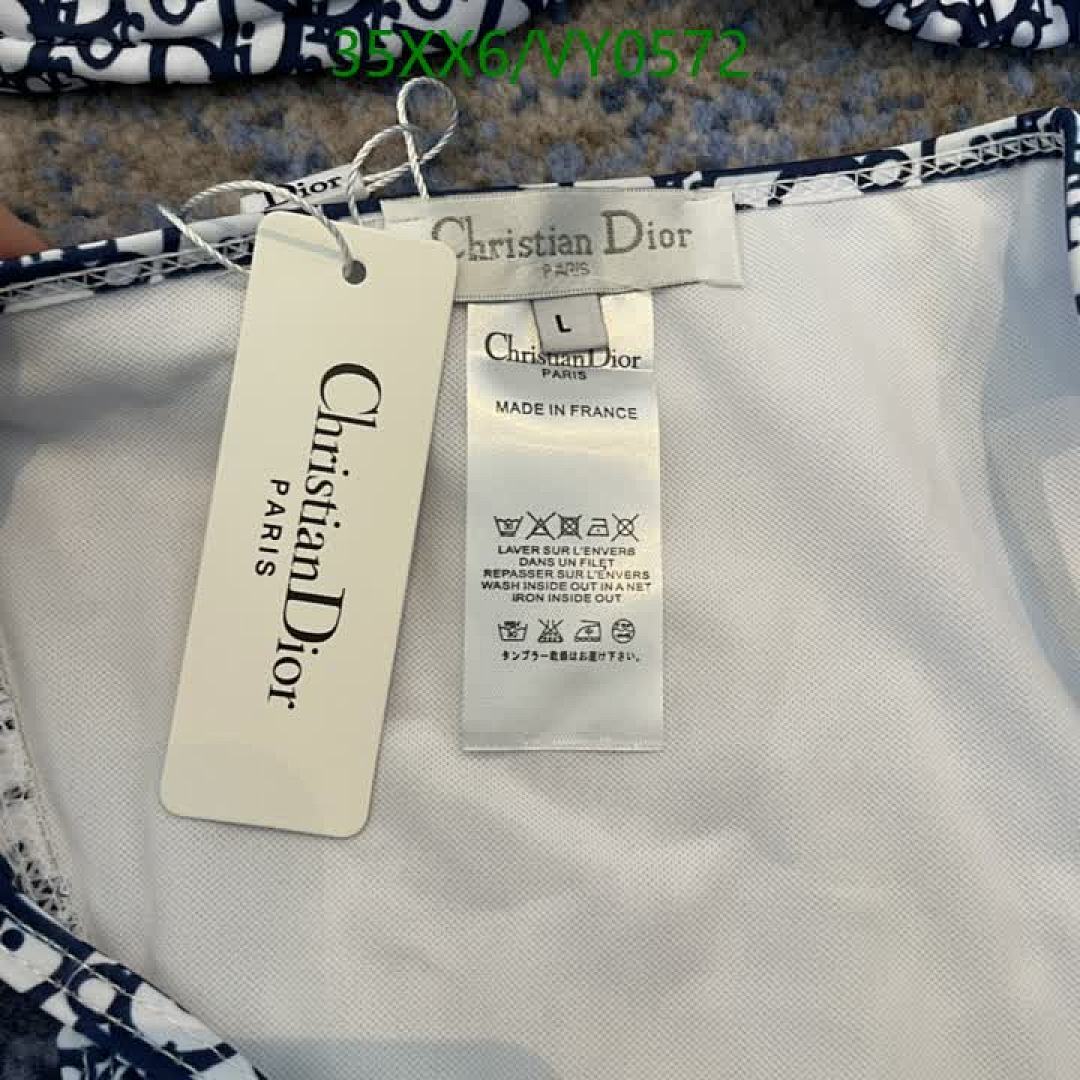 35XX6/VY0572
Dior
Christian Dior
PARIS
L
Christian Dior
PARIS
MADE IN FRANCE
LAVER SUR L'ENVERS
DANS UN FILET
REPASSER SUR L'ENVERS
WASH INSIDE OUT IN A NET
IRON INSIDE OUT
タンブラー乾燥はお避け下さい。
Christian Dior
PARIS